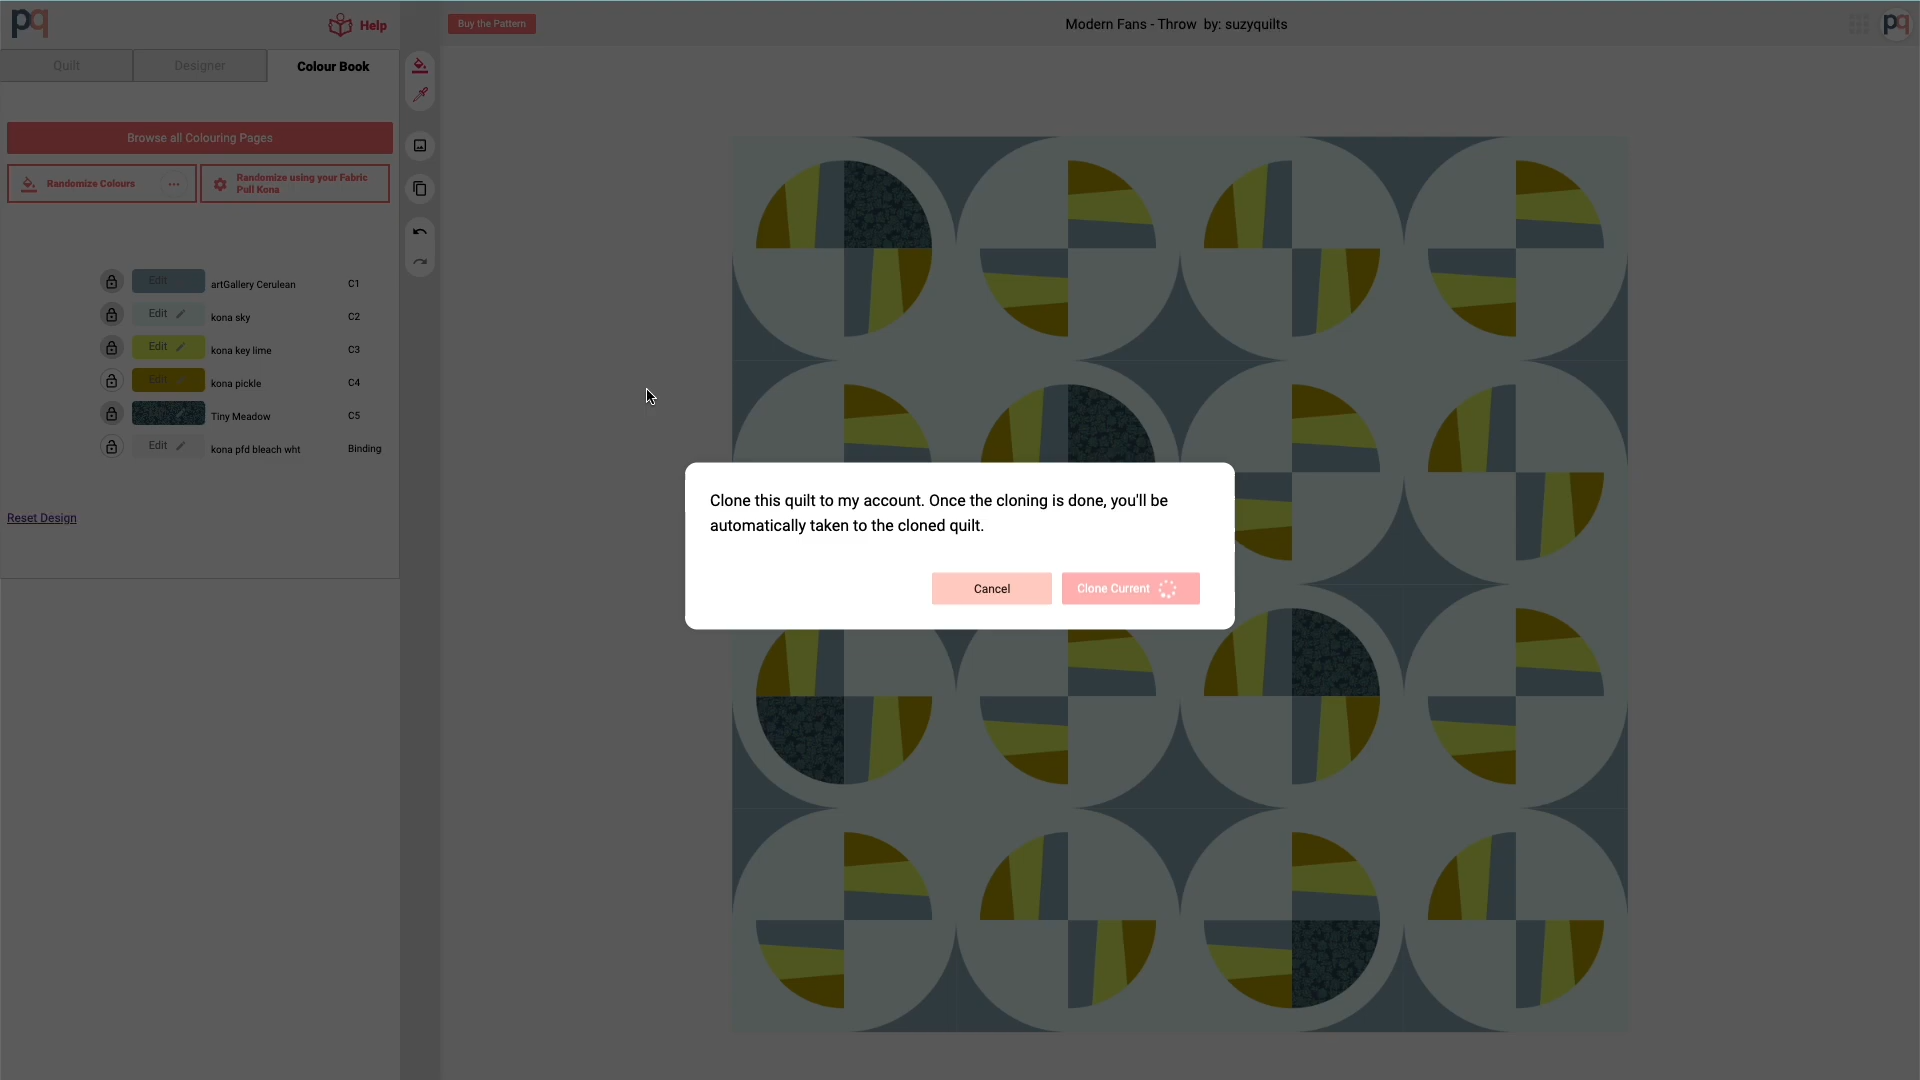 pq
Help
Buy the Pattern
Modern Fans - Throw by: suzyquilts
pq
Quilt
Designer
Colour Book
Browse all Colouring Pages
Randomize Colours
Randomize using your Fabric
Pull Kona
Edit artGallery Cerulean C1
Edit kona sky C2
Edit kona key lime C3
Edit kona pickle C4
Tiny Meadow C5
Edit kona pfd bleach wht Binding
Reset Design
Clone this quilt to my account. Once the cloning is done, you'll be
automatically taken to the cloned quilt.
Cancel
Clone Current